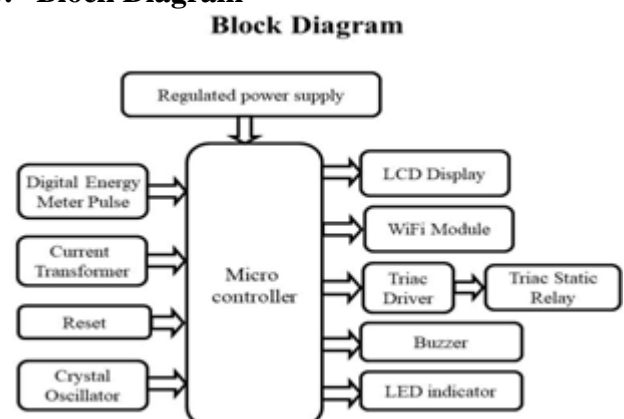 Block Diagram
Block Diagram
Regulated power supply
Digital Energy
Meter Pulse
Current
Transformer
Reset
Crystal
Oscillator
Micro
controller
LCD Display
WiFi Module
Triac
Driver
Triac Static
Relay
Buzzer
LED indicator